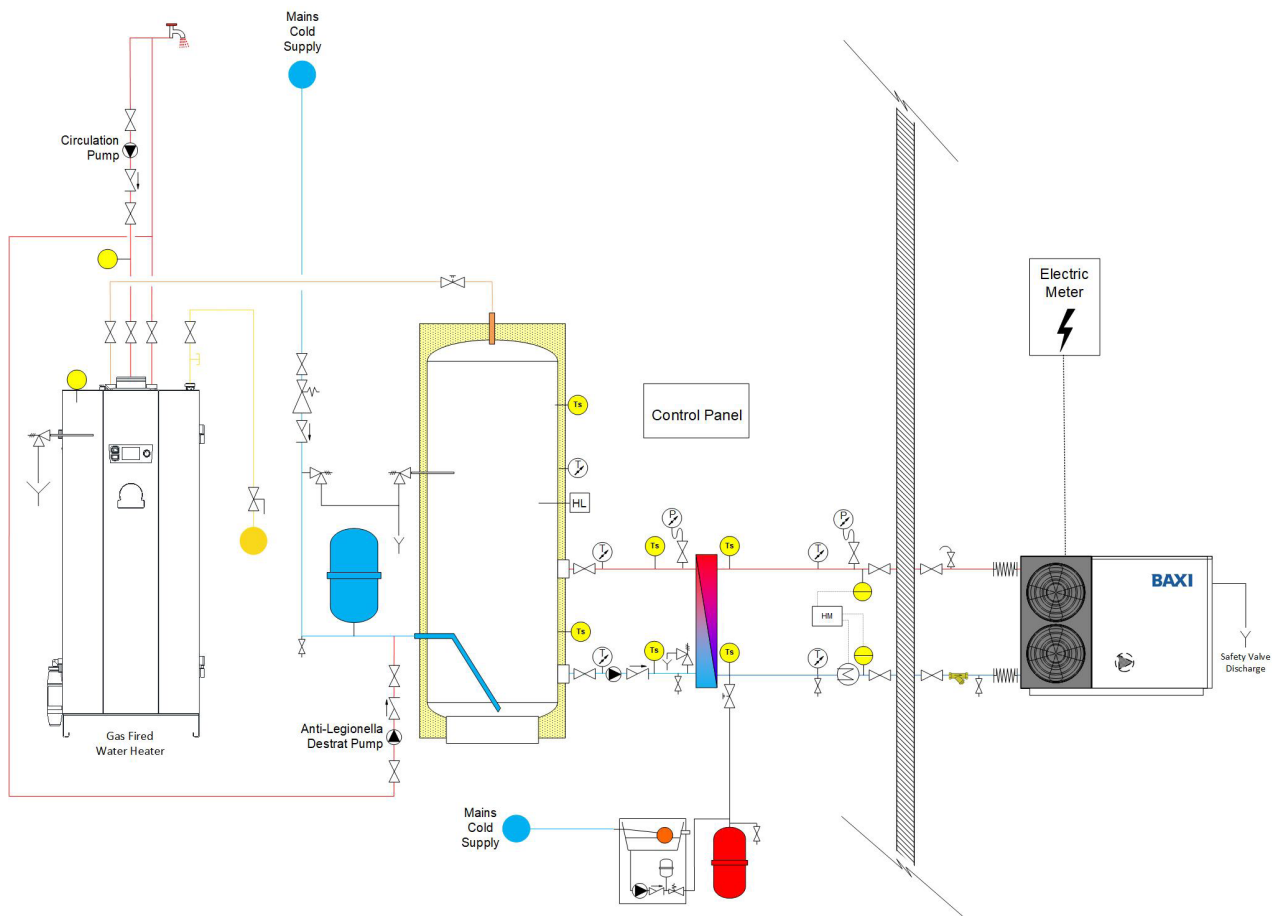 Mains
Cold
Supply
Circulation
Pump
Electric
Meter
Control Panel
Ts
T
HL
P
P
T
Ts
Ts
T
BAXI
HM
Ts
T
Ts
Ts
T
Safety Valve
Discharge
Anti-Legionella
Destrat Pump
Gas Fired
Water Heater
Mains
Cold
Supply